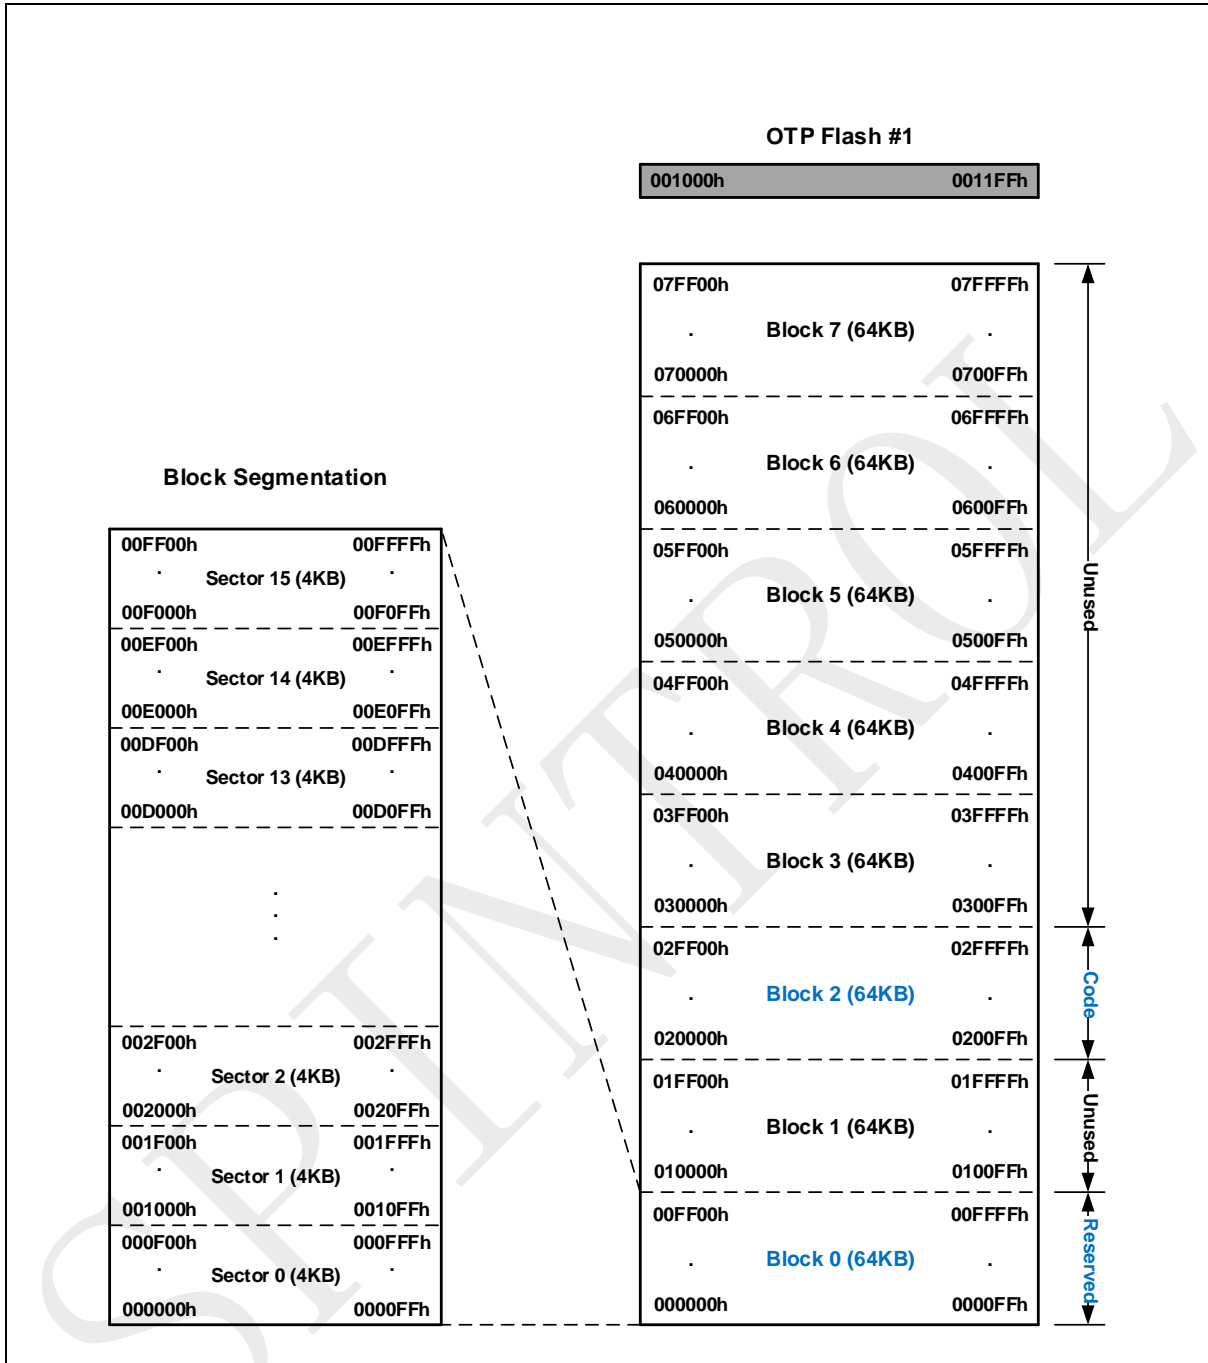 OTP Flash #1
001000h 0011FFh
07FF00h 07FFFFh
. Block 7 (64KB) .
070000h 0700FFh
06FF00h 06FFFFh
. Block 6 (64KB) .
060000h 0600FFh
05FF00h 05FFFFh
. Block 5 (64KB) .
050000h 0500FFh
04FF00h 04FFFFh
. Block 4 (64KB) .
040000h 0400FFh
03FF00h 03FFFFh
. Block 3 (64KB) .
030000h 0300FFh
02FF00h 02FFFFh
. Block 2 (64KB) .
020000h 0200FFh
01FF00h 01FFFFh
. Block 1 (64KB) .
010000h 0100FFh
00FF00h 00FFFFh
. Block 0 (64KB) .
000000h 0000FFh
Unused
Code
Unused
Reserved
Block Segmentation
00FF00h 00FFFFh
. Sector 15 (4KB) .
00F000h 00F0FFh
00EF00h 00EFFFh
. Sector 14 (4KB) .
00E000h 00E0FFh
00DF00h 00DFFFh
. Sector 13 (4KB) .
00D000h 00D0FFh
.
.
.
002F00h 002FFFh
. Sector 2 (4KB) .
002000h 0020FFh
001F00h 001FFFh
. Sector 1 (4KB) .
001000h 0010FFh
000F00h 000FFFh
. Sector 0 (4KB) .
000000h 0000FFh
SPINTROL